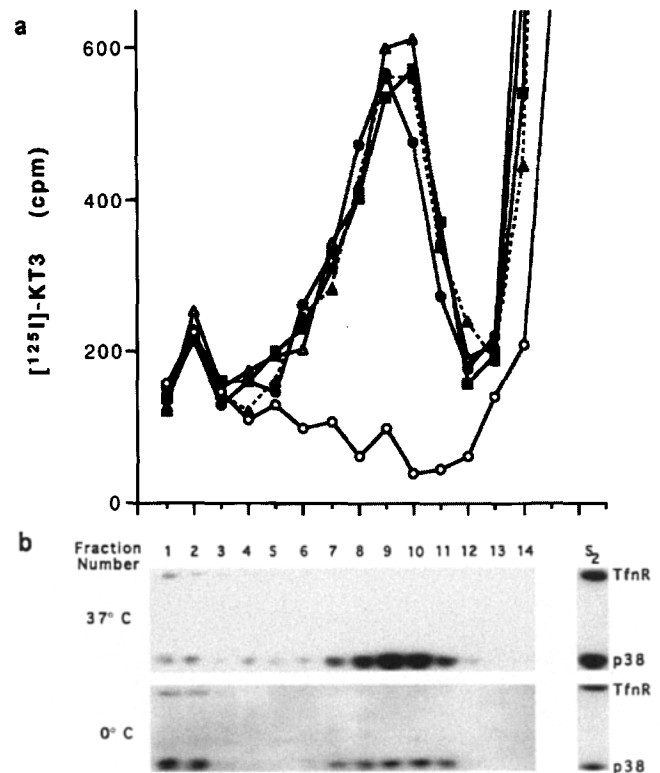 a
600
400
200
0
[¹²⁵I]-KT3 (cpm)
b
Fraction Number 1 2 3 4 5 6 7 8 9 10 11 12 13 14 S₂
37° C
TfnR
p38
0° C
TfnR
p38